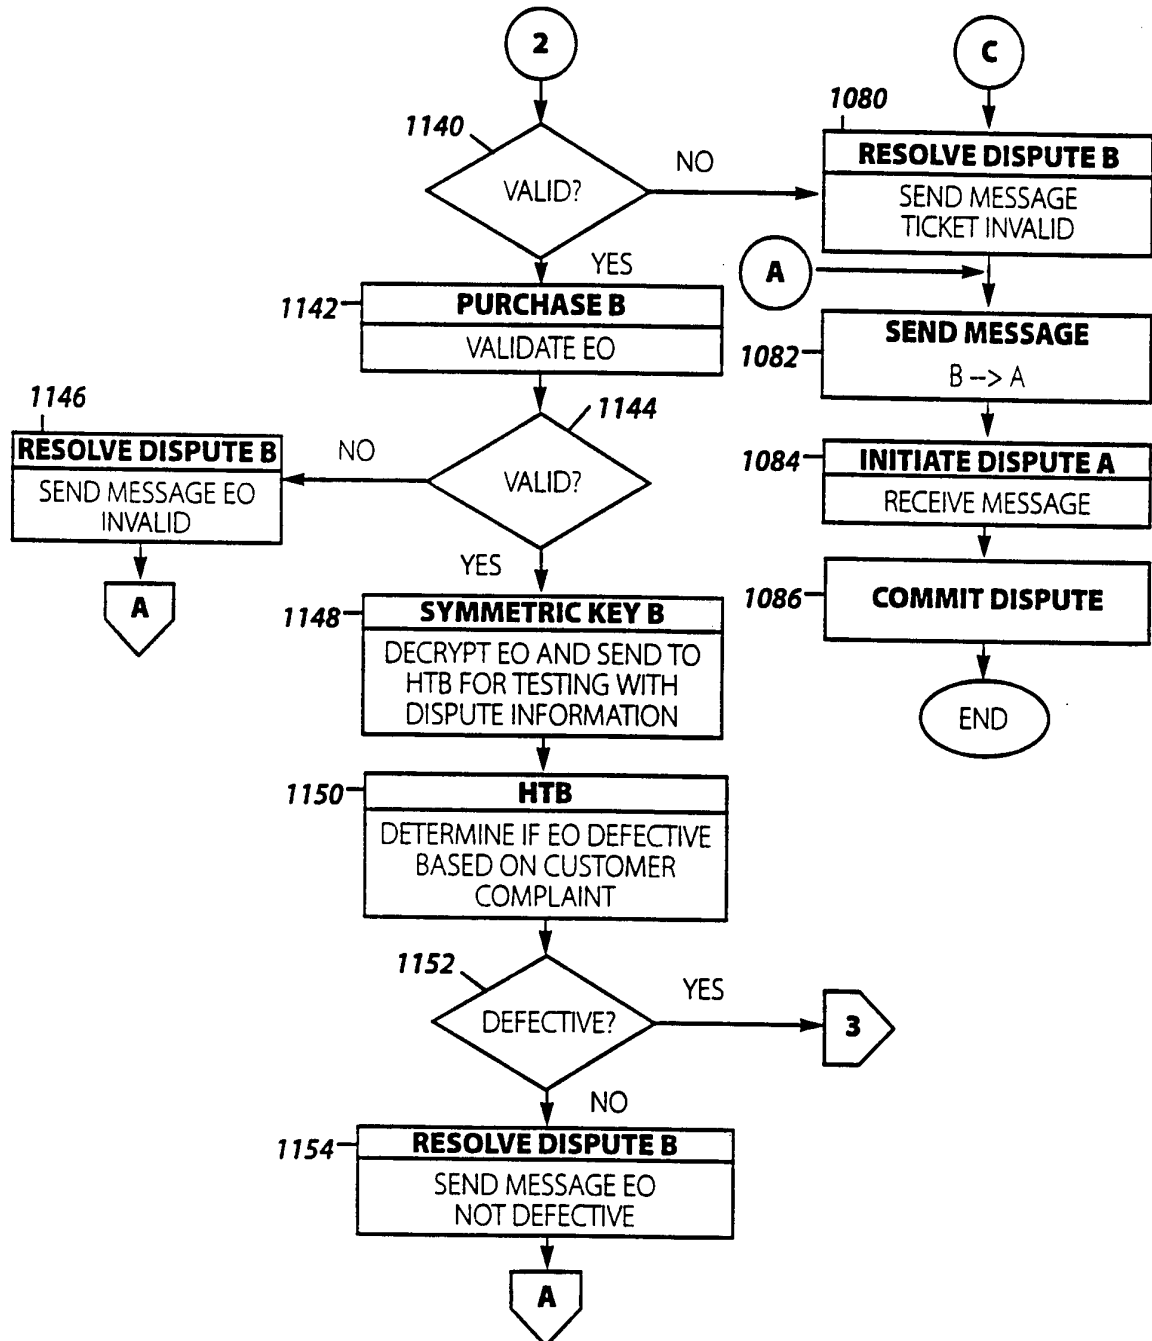 2
C
1140
1080
VALID?
NO
RESOLVE DISPUTE B
SEND MESSAGE
TICKET INVALID
YES
A
1142
PURCHASE B
VALIDATE EO
1082
SEND MESSAGE
B --> A
1146
RESOLVE DISPUTE B
SEND MESSAGE EO
INVALID
A
NO
1144
VALID?
YES
1084
INITIATE DISPUTE A
RECEIVE MESSAGE
1086
COMMIT DISPUTE
END
1148
SYMMETRIC KEY B
DECRYPT EO AND SEND TO
HTB FOR TESTING WITH
DISPUTE INFORMATION
1150
HTB
DETERMINE IF EO DEFECTIVE
BASED ON CUSTOMER
COMPLAINT
1152
DEFECTIVE?
YES
3
NO
1154
RESOLVE DISPUTE B
SEND MESSAGE EO
NOT DEFECTIVE
A